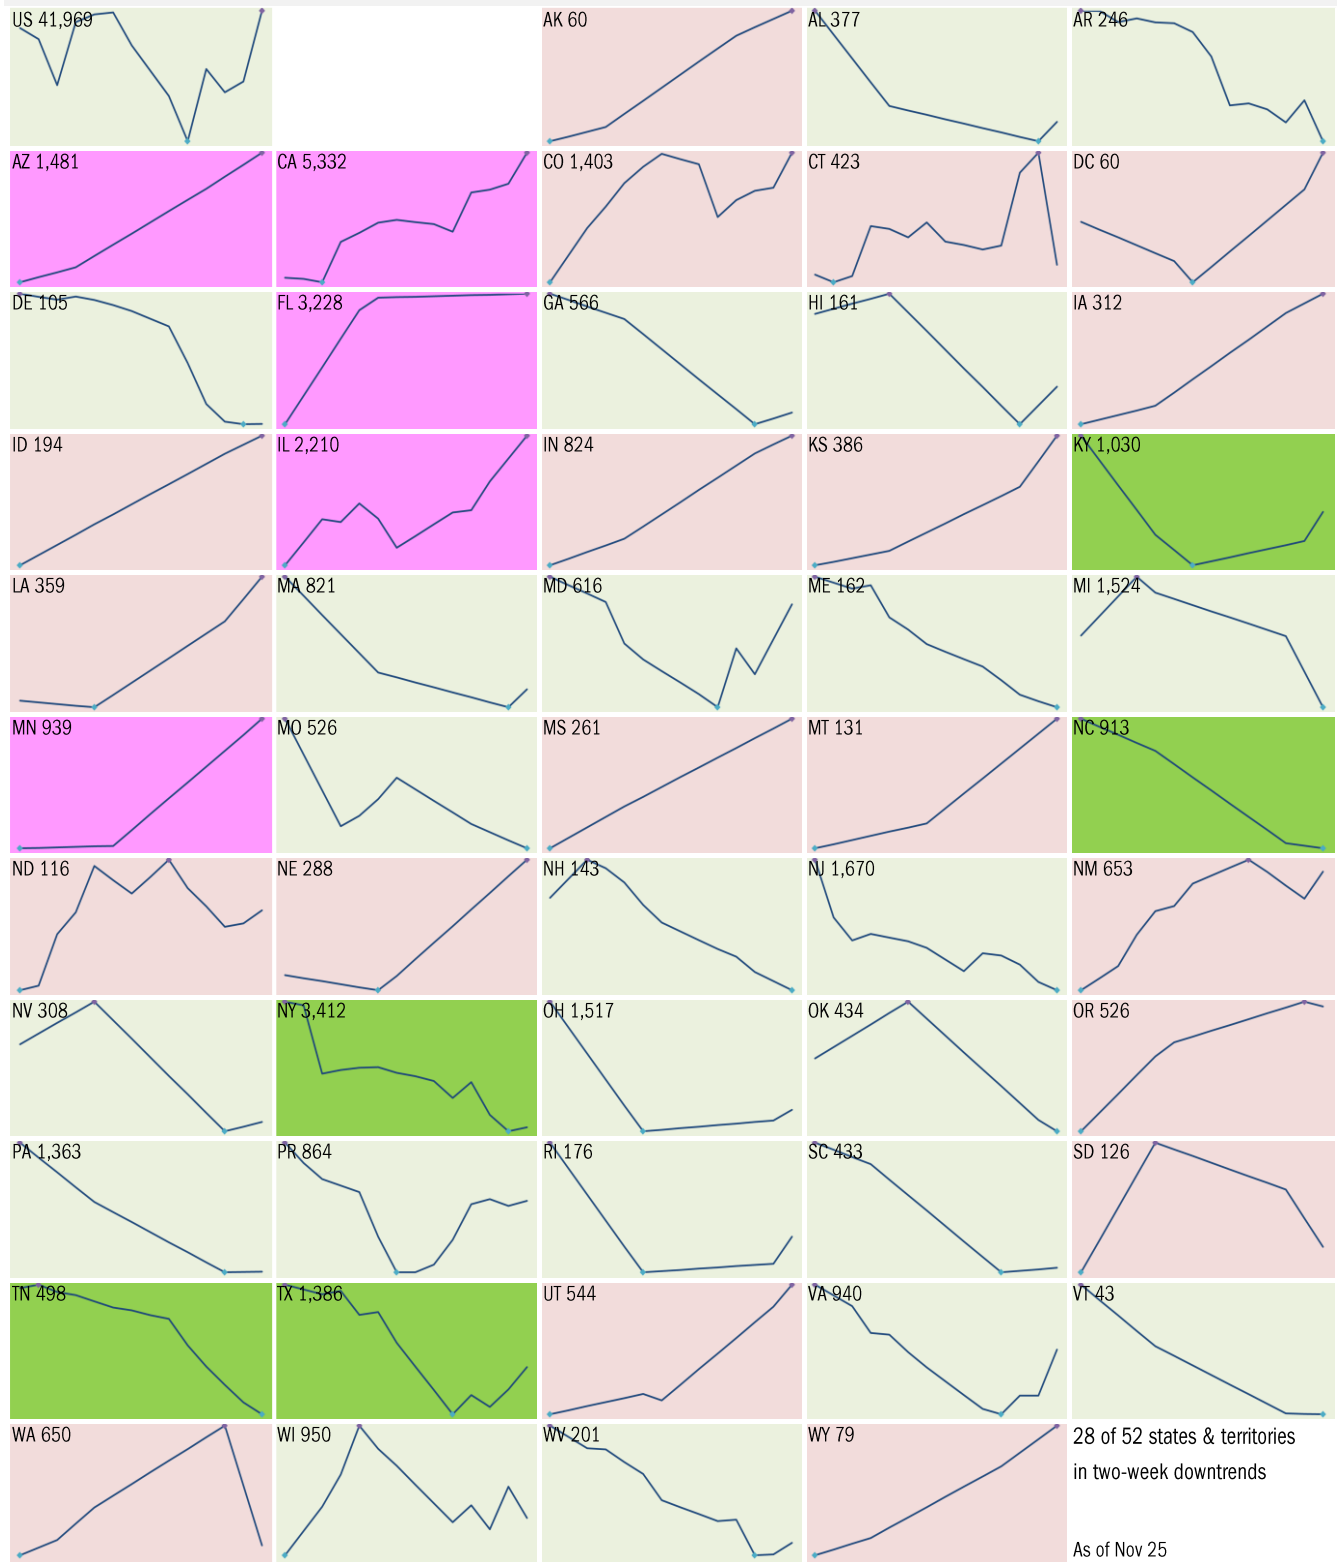 US 41,969
AK 60
AL 377
AR 246
AZ 1,481
CA 5,332
CO 1,403
CT 423
DC 60
DE 105
FL 3,228
GA 566
HI 161
IA 312
ID 194
IL 2,210
IN 824
KS 386
KY 1,030
LA 359
MA 821
MD 616
ME 162
MI 1,524
MN 939
MO 526
MS 261
MT 131
NC 913
ND 116
NE 288
NH 143
NJ 1,670
NM 653
NV 308
NY 3,412
OH 1,517
OK 434
OR 526
PA 1,363
PR 864
RI 176
SC 433
SD 126
TN 498
TX 1,386
UT 544
VA 940
VT 43
WA 650
WI 950
WV 201
WY 79
28 of 52 states & territories
in two-week downtrends
As of Nov 25